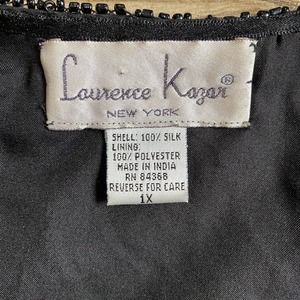 Laurence Kazar®
NEW YORK
SHELL: 100% SILK
LINING:
100% POLYESTER
MADE IN INDIA
RN 84368
REVERSE FOR CARE
1X